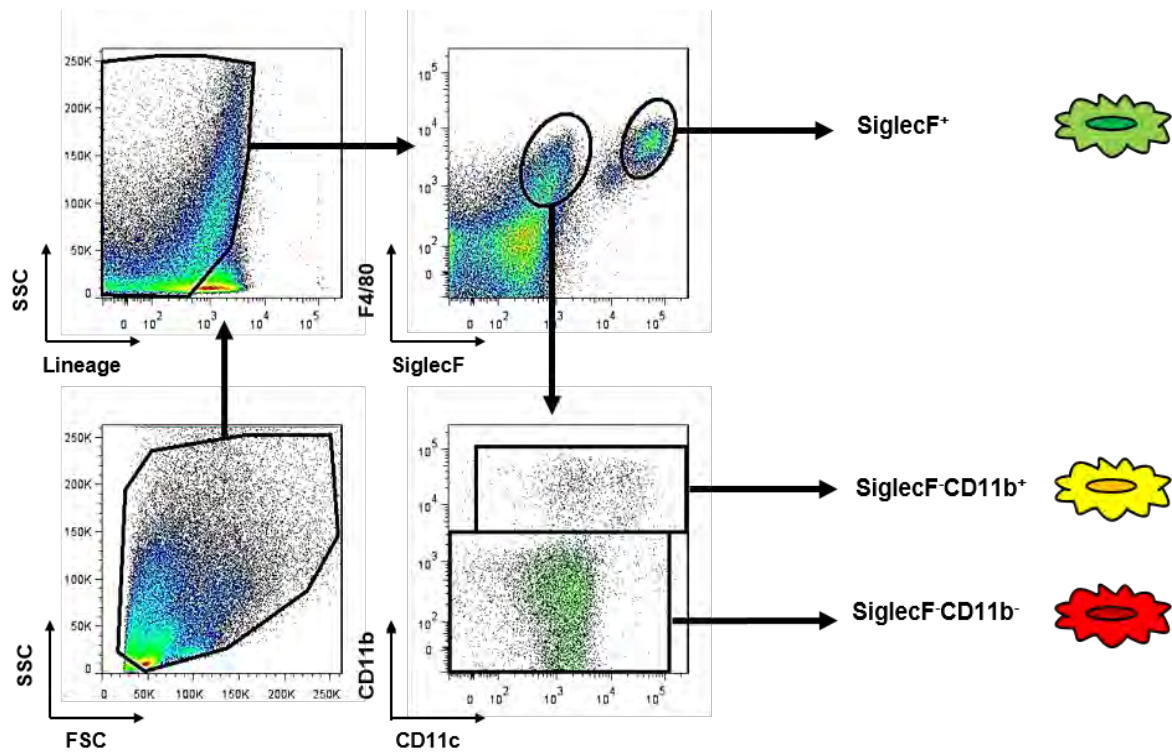 250K
200K
150K
100K
50K
0
0 10² 10³ 10⁴ 10⁵
SSC
Lineage
10⁵
10⁴
10³
10²
0
0 10² 10³ 10⁴ 10⁵
F4/80
SiglecF
SiglecF⁺
250K
200K
150K
100K
50K
0
0 50K 100K 150K 200K 250K
SSC
FSC
10⁵
10⁴
10³
10²
0
0 10² 10³ 10⁴ 10⁵
CD11b
CD11c
SiglecF⁻CD11b⁺
SiglecF⁻CD11b⁻